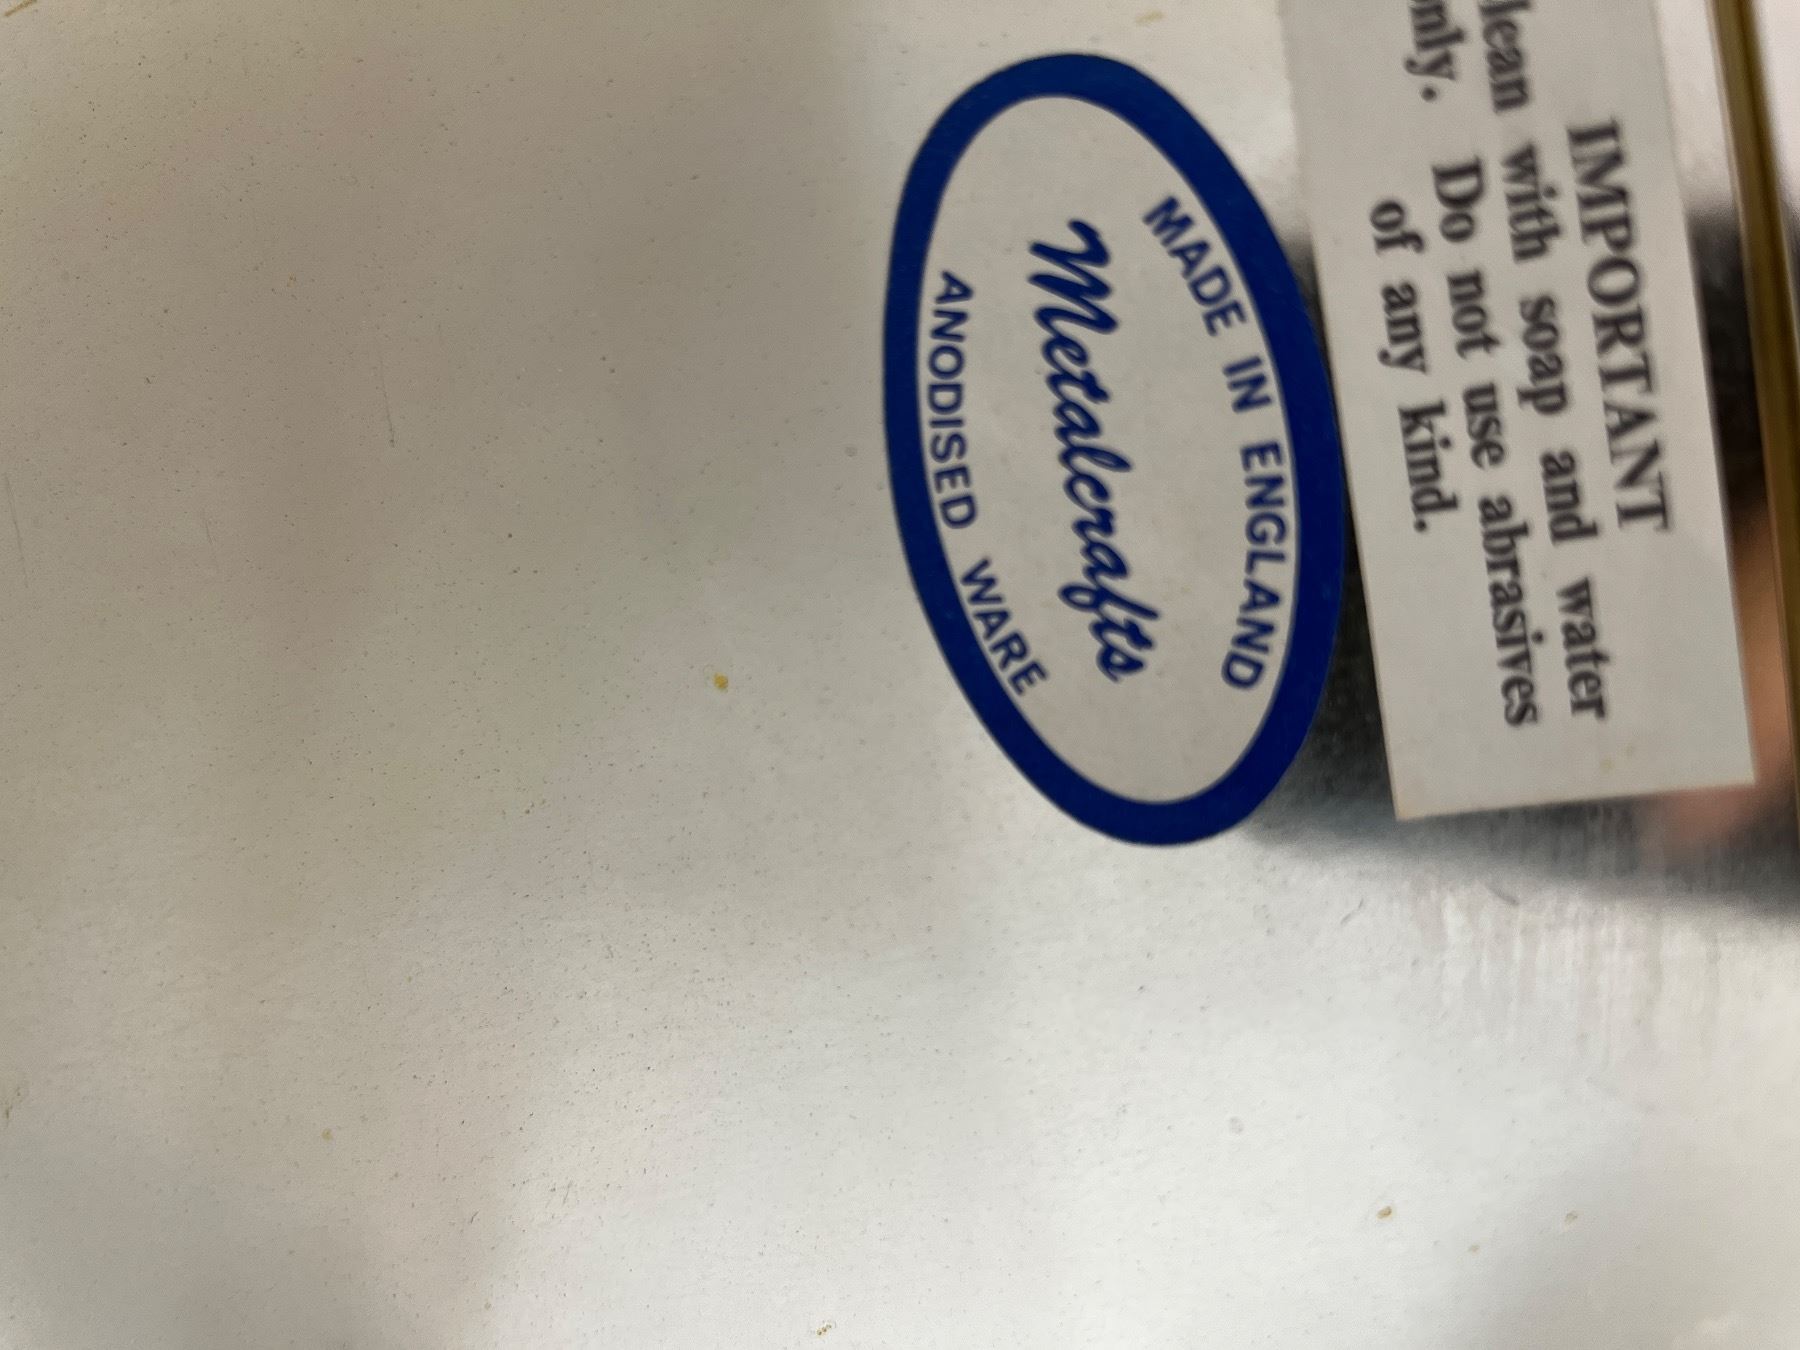 MADE IN ENGLAND
Metalcrafts
ANODISED WARE
IMPORTANT
lean with soap and water
only. Do not use abrasives
of any kind.